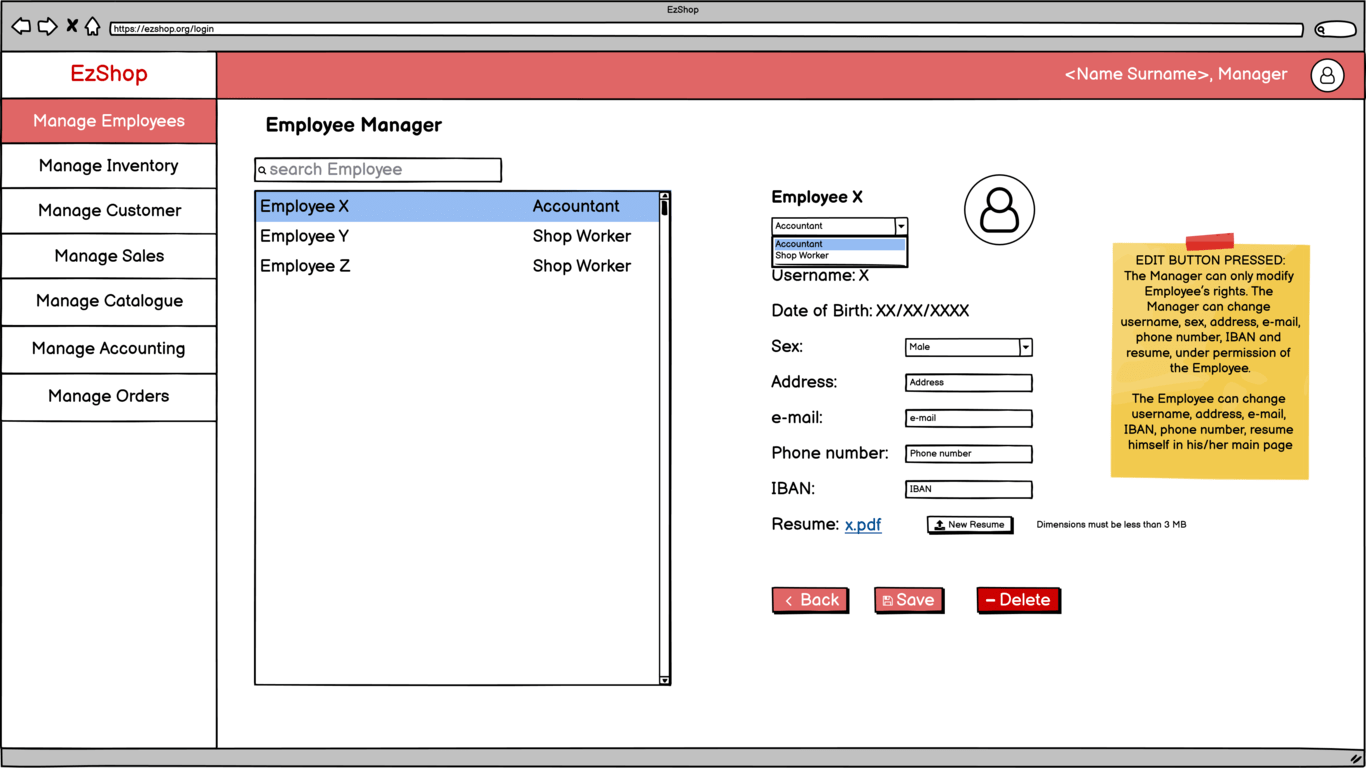 EzShop
https://ezshop.org/login
EzShop
<Name Surname>, Manager
Manage Employees
Manage Inventory
Manage Customer
Manage Sales
Manage Catalogue
Manage Accounting
Manage Orders
Employee Manager
search Employee
Employee X Accountant
Employee Y Shop Worker
Employee Z Shop Worker
Employee X
Accountant
Accountant
Shop Worker
Username: X
Date of Birth: XX/XX/XXXX
Sex: Male
Address: Address
e-mail: e-mail
Phone number: Phone number
IBAN: IBAN
Resume: x.pdf New Resume Dimensions must be less than 3 MB
< Back Save – Delete
EDIT BUTTON PRESSED:
The Manager can only modify
Employee's rights. The
Manager can change
username, sex, address, e-mail,
phone number, IBAN and
resume, under permission of
the Employee.
The Employee can change
username, address, e-mail,
IBAN, phone number, resume
himself in his/her main page